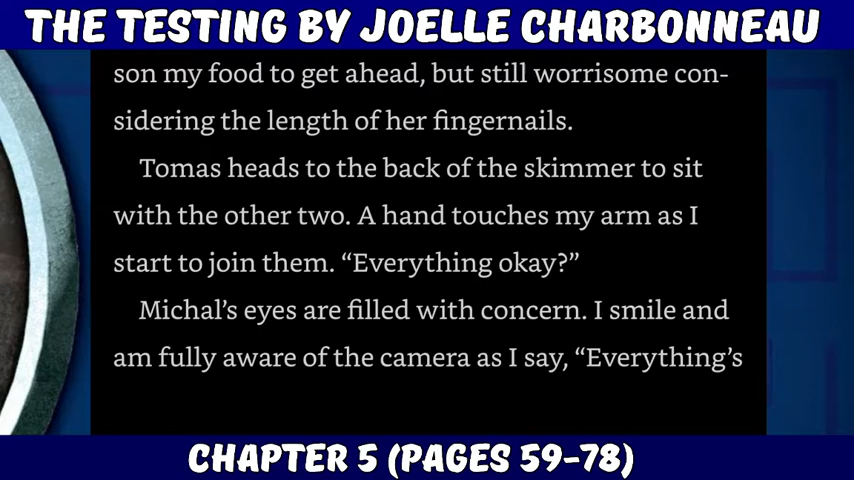 THE TESTING BY JOELLE CHARBONNEAU
son my food to get ahead, but still worrisome con-
sidering the length of her fingernails.
Tomas heads to the back of the skimmer to sit
with the other two. A hand touches my arm as I
start to join them. “Everything okay?”
Michal’s eyes are filled with concern. I smile and
am fully aware of the camera as I say, “Everything’s
CHAPTER 5 (PAGES 59-78)